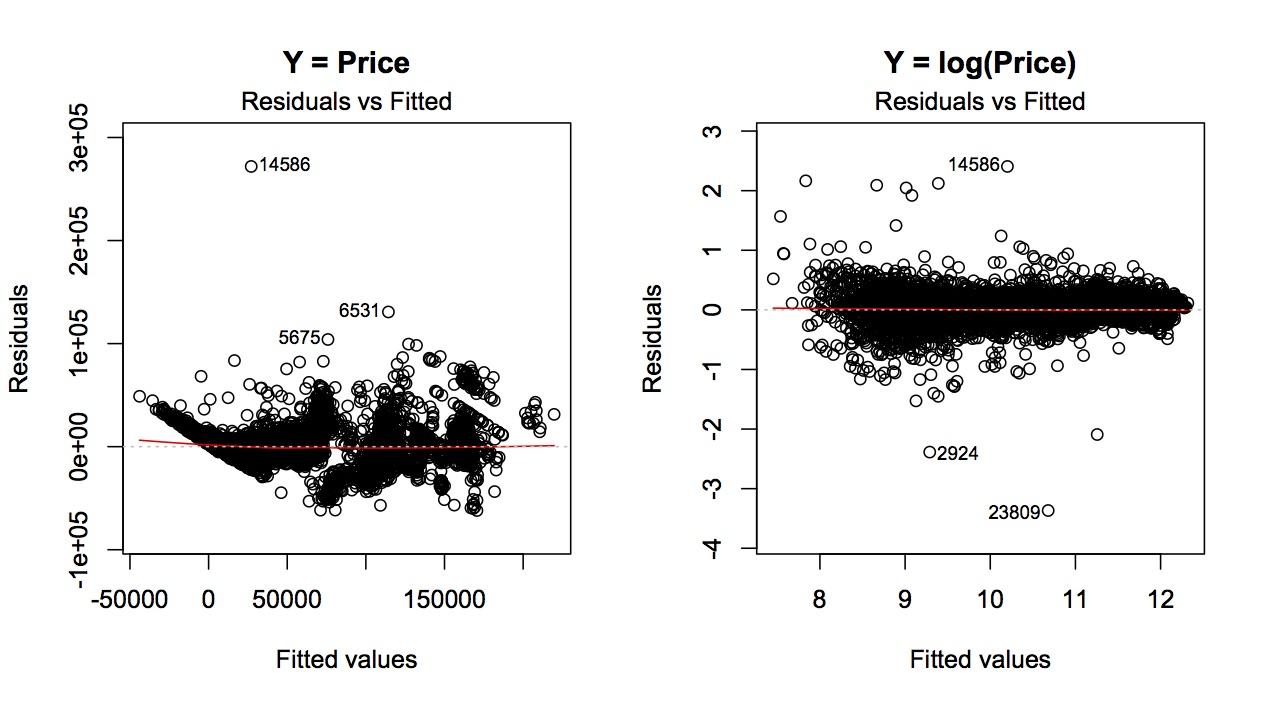 Y = Price
Residuals vs Fitted
3e+05
2e+05
1e+05
0e+00
-1e+05
Residuals
14586
6531
5675
-50000 0 50000 150000
Fitted values
Y = log(Price)
Residuals vs Fitted
3
2
1
0
-1
-2
-3
-4
Residuals
14586
2924
23809
8 9 10 11 12
Fitted values